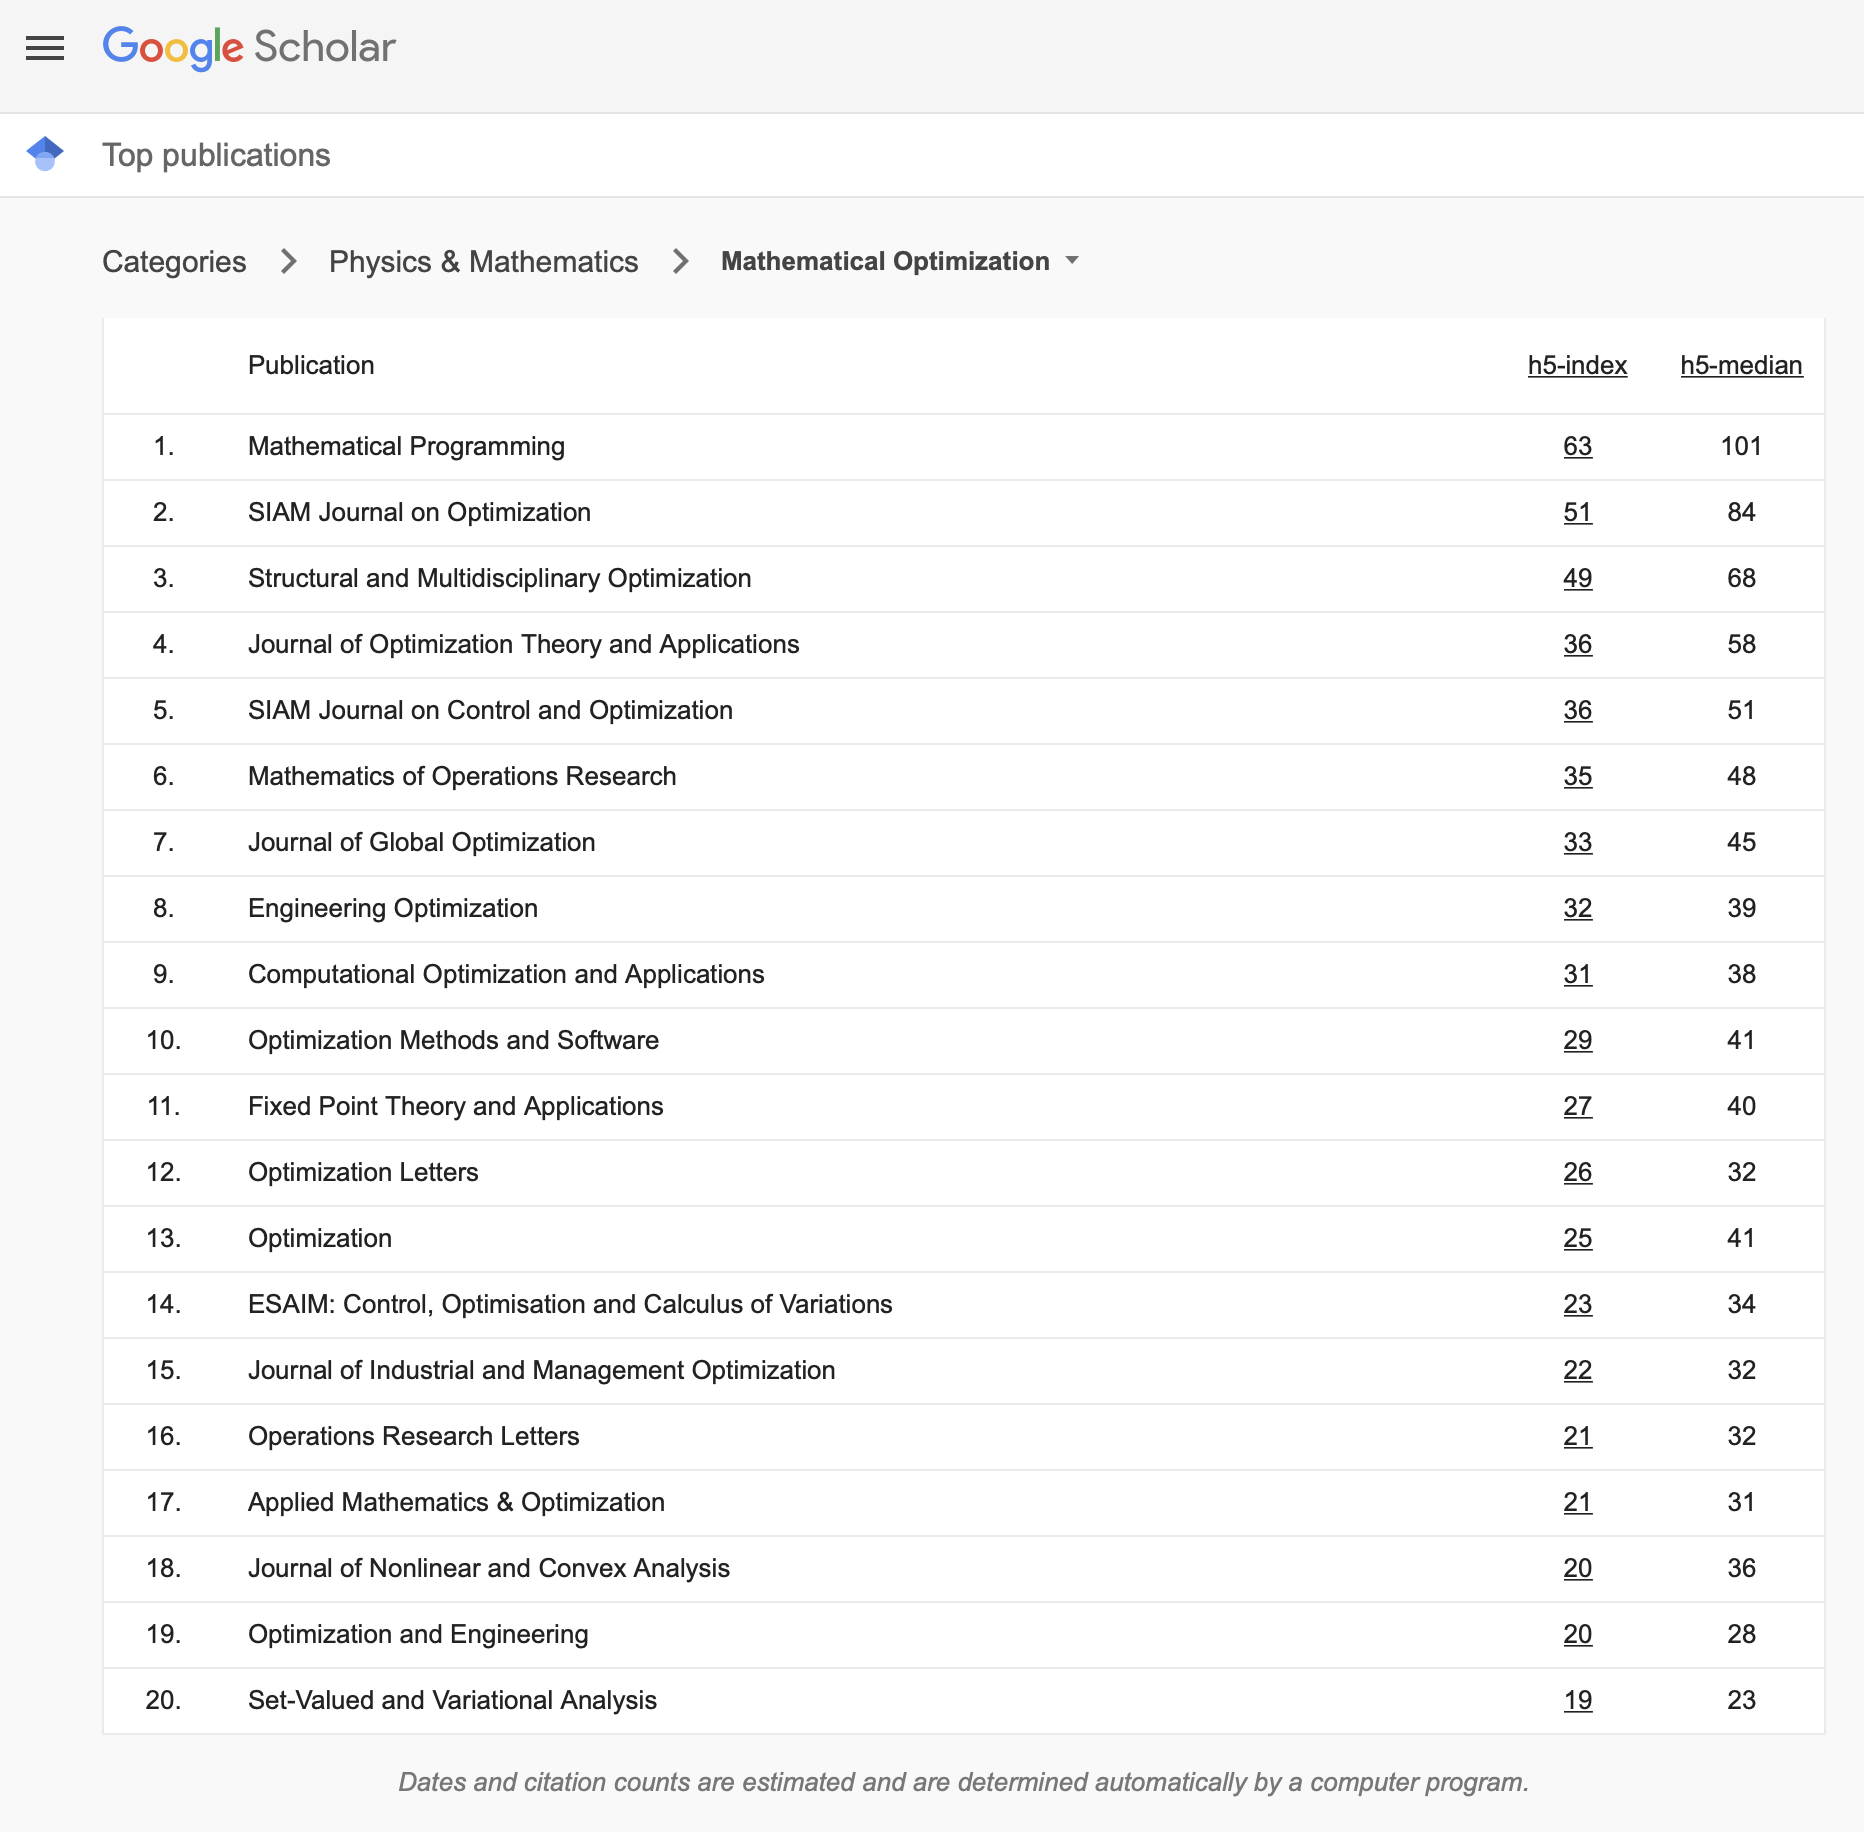 Google Scholar
Top publications
Categories > Physics & Mathematics > Mathematical Optimization
Publication h5-index h5-median
1. Mathematical Programming 63 101
2. SIAM Journal on Optimization 51 84
3. Structural and Multidisciplinary Optimization 49 68
4. Journal of Optimization Theory and Applications 36 58
5. SIAM Journal on Control and Optimization 36 51
6. Mathematics of Operations Research 35 48
7. Journal of Global Optimization 33 45
8. Engineering Optimization 32 39
9. Computational Optimization and Applications 31 38
10. Optimization Methods and Software 29 41
11. Fixed Point Theory and Applications 27 40
12. Optimization Letters 26 32
13. Optimization 25 41
14. ESAIM: Control, Optimisation and Calculus of Variations 23 34
15. Journal of Industrial and Management Optimization 22 32
16. Operations Research Letters 21 32
17. Applied Mathematics & Optimization 21 31
18. Journal of Nonlinear and Convex Analysis 20 36
19. Optimization and Engineering 20 28
20. Set-Valued and Variational Analysis 19 23
Dates and citation counts are estimated and are determined automatically by a computer program.